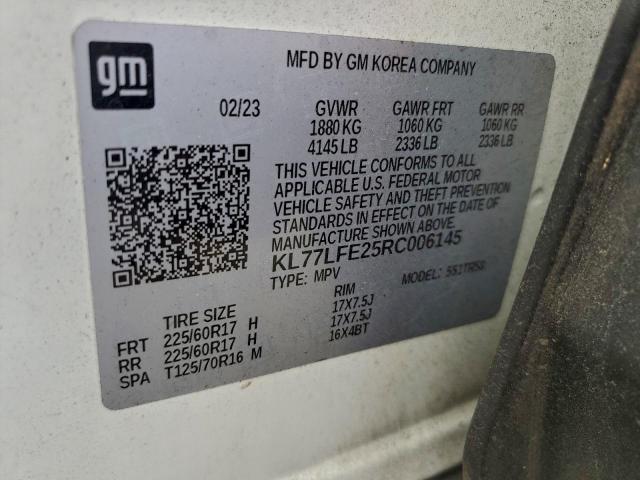 gm
MFD BY GM KOREA COMPANY
02/23 GVWR GAWR FRT GAWR RR
1880 KG 1060 KG 1060 KG
4145 LB 2336 LB 2336 LB
THIS VEHICLE CONFORMS TO ALL
APPLICABLE U.S. FEDERAL MOTOR
VEHICLE SAFETY AND THEFT PREVENTION
STANDARDS IN EFFECT ON THE DATE OF
MANUFACTURE SHOWN ABOVE
KL77LFE25RC006145
TYPE: MPV MODEL:
TIRE SIZE RIM
FRT 225/60R17 H 17X7.5J
RR 225/60R17 H 17X7.5J
SPA T125/70R16 M 16X4BT